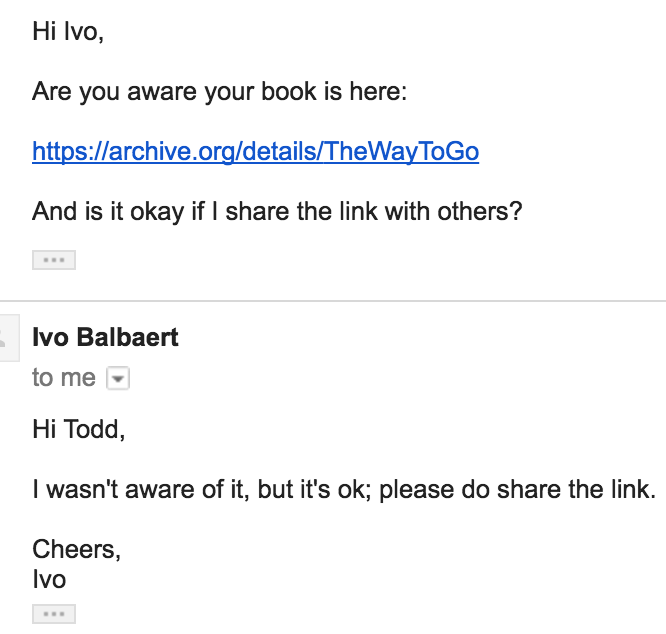 Hi Ivo,
Are you aware your book is here:
https://archive.org/details/TheWayToGo
And is it okay if I share the link with others?
Ivo Balbaert
to me
Hi Todd,
I wasn't aware of it, but it's ok; please do share the link.
Cheers,
Ivo